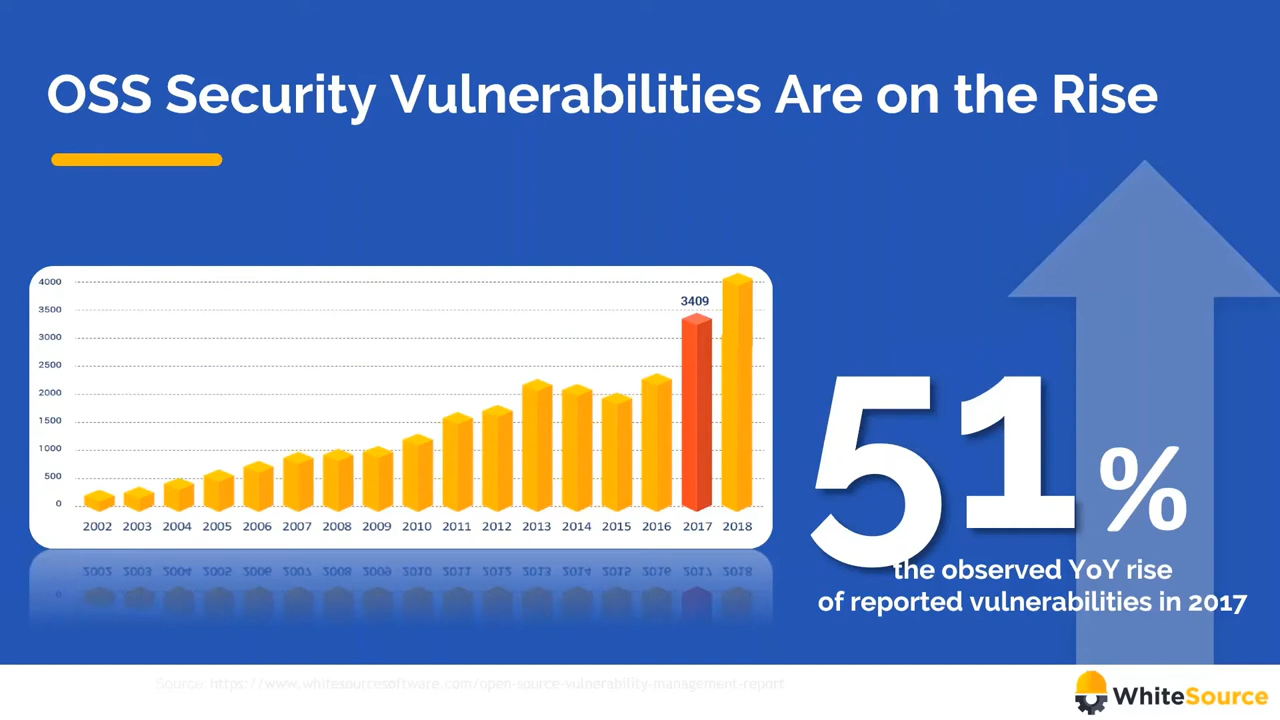 OSS Security Vulnerabilities Are on the Rise
4000
3500
3000
2500
2000
1500
1000
500
0
3409
2002 2003 2004 2005 2006 2007 2008 2009 2010 2011 2012 2013 2014 2015 2016 2017 2018
51%
the observed YoY rise
of reported vulnerabilities in 2017
Source: https://www.whitesourcesoftware.com/open-source-vulnerability-management-report
WhiteSource